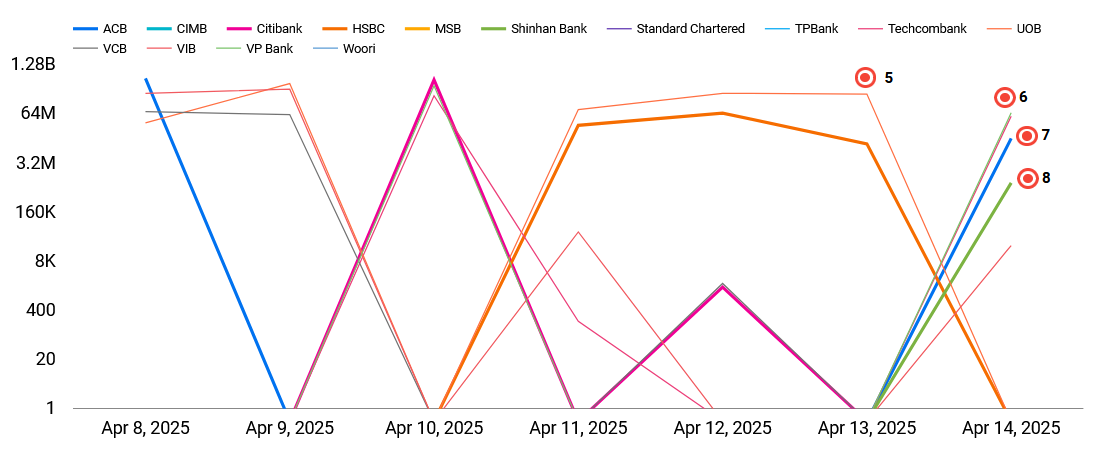 ACB CIMB Citibank HSBC MSB Shinhan Bank Standard Chartered TPBank Techcombank UOB
VCB VIB VP Bank Woori
1.28B
64M
3.2M
160K
8K
400
20
1
5
6
7
8
Apr 8, 2025 Apr 9, 2025 Apr 10, 2025 Apr 11, 2025 Apr 12, 2025 Apr 13, 2025 Apr 14, 2025